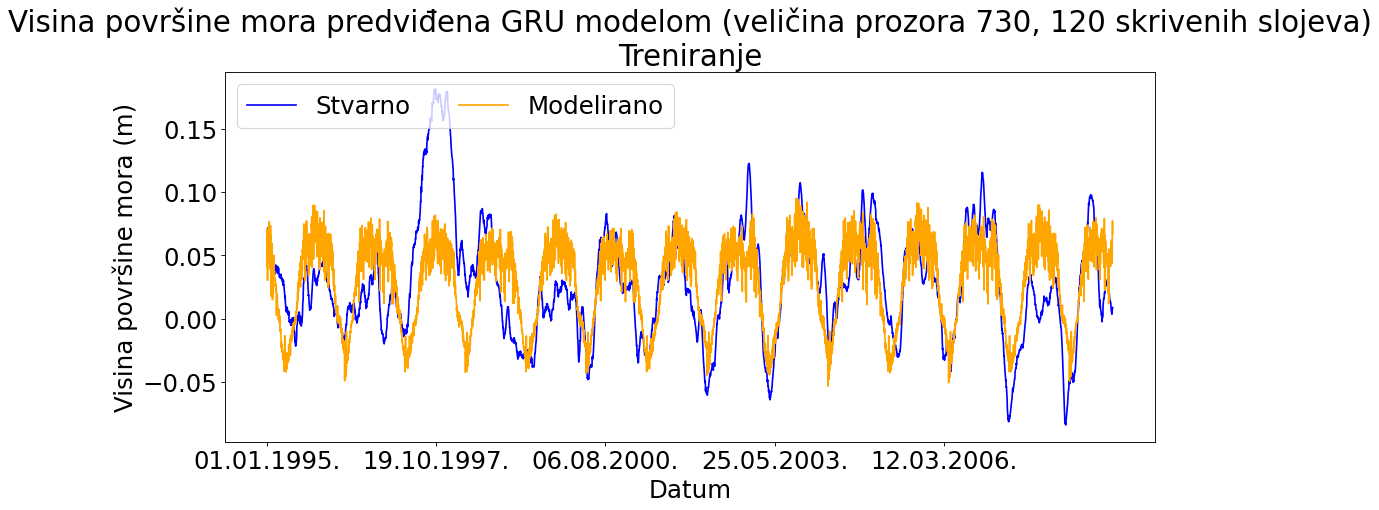 Visina površine mora predviđena GRU modelom (veličina prozora 730, 120 skrivenih slojeva)
Treniranje
Stvarno
Modelirano
Visina površine mora (m)
0.15
0.10
0.05
0.00
−0.05
01.01.1995.
19.10.1997.
06.08.2000.
25.05.2003.
12.03.2006.
Datum